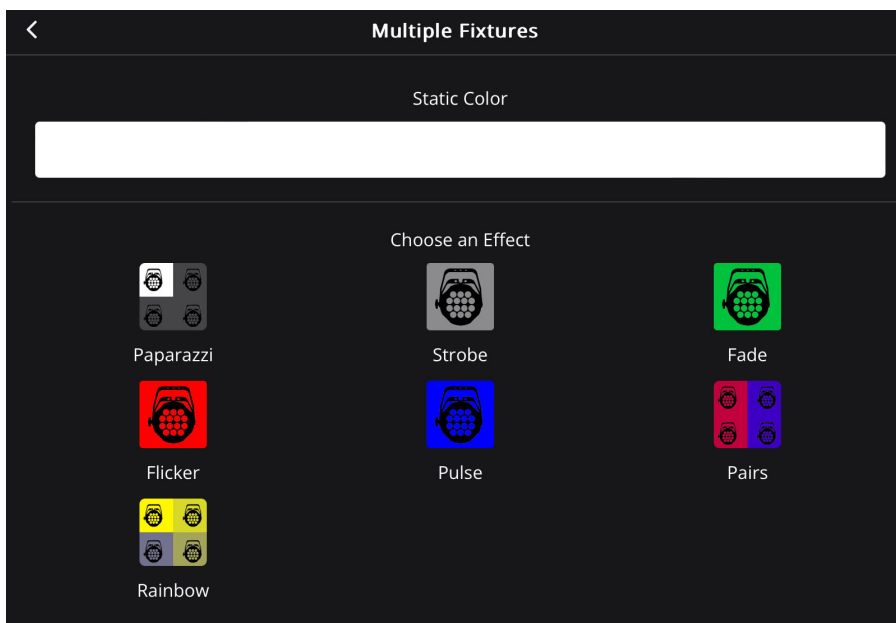 Multiple Fixtures
Static Color
Choose an Effect
Paparazzi
Strobe
Fade
Flicker
Pulse
Pairs
Rainbow